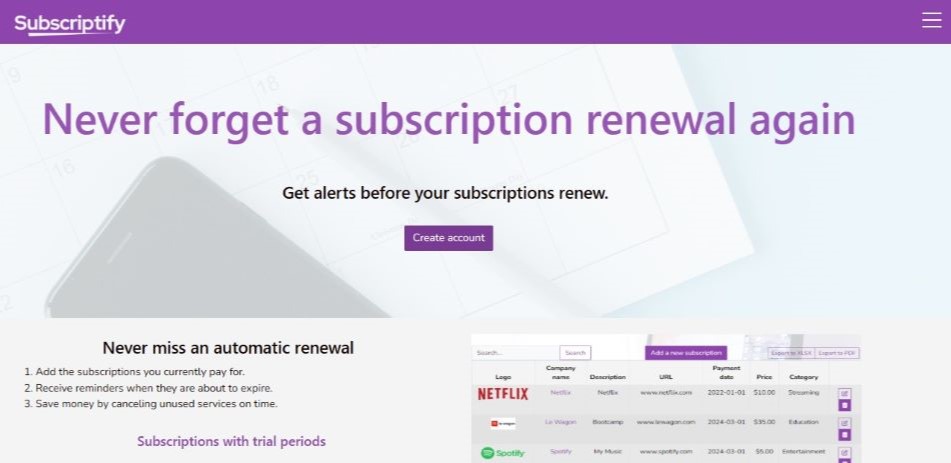 Subscriptify
Never forget a subscription renewal again
Get alerts before your subscriptions renew.
Create account
Never miss an automatic renewal
1. Add the subscriptions you currently pay for.
2. Receive reminders when they are about to expire.
3. Save money by canceling unused services on time.
Subscriptions with trial periods
Search... Search Add a new subscription Export to XLSX Export to PDF
Logo Company name Description URL Payment date Price Category
NETFLIX Netflix Netflix www.netflix.com 2022-01-01 $10.00 Streaming
le wagon Le Wagon Bootcamp www.lewagon.com 2024-03-01 $35.00 Education
Spotify Spotify My Music www.spotify.com 2024-03-01 $5.00 Entertainment